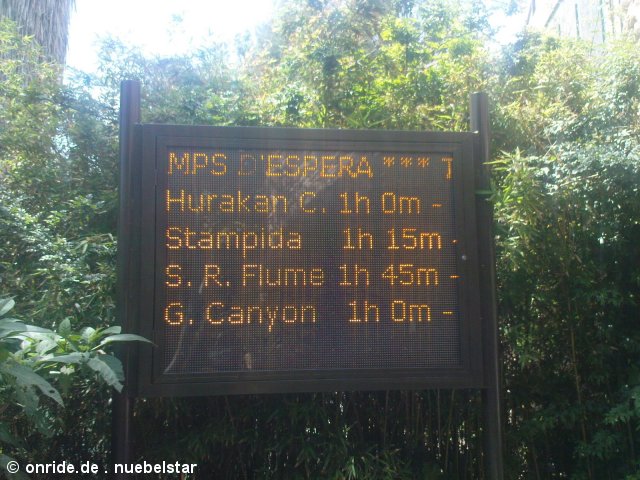 MPS D'ESPERA *** T
Hurakan C. 1h 0m -
Stampida 1h 15m -
S. R. Flume 1h 45m -
G. Canyon 1h 0m -
© onride.de . nuebelstar